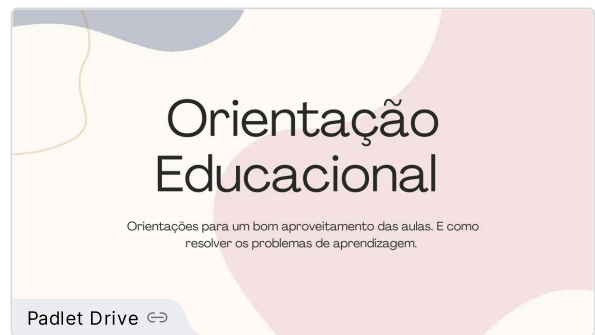 Orientação
Educacional
Orientações para um bom aproveitamento das aulas. E como
resolver os problemas de aprendizagem.
Padlet Drive